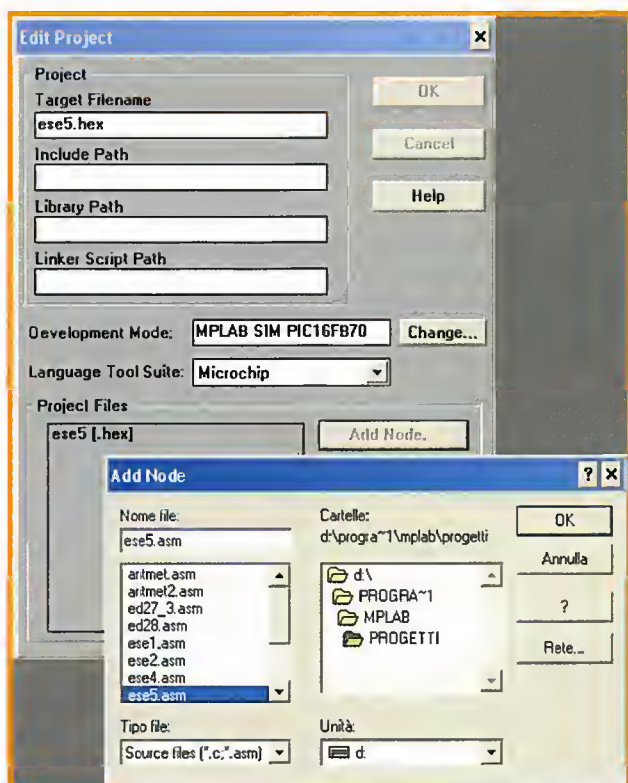 Edit Project
Project
Target Filename
ese5.hex
Include Path
Library Path
Linker Script Path
OK
Cancel
Help
Development Mode: MPLAB SIM PIC16F870 Change...
Language Tool Suite: Microchip
Project Files
ese5 [.hex]
Add Node.
Add Node
Nome file:
ese5.asm
aritmet.asm
aritmet2.asm
ed27_3.asm
ed28.asm
ese1.asm
ese2.asm
ese4.asm
ese5.asm
Tipo file:
Source files (*.c;*.asm)
Cartelle:
d:\progra~1\mplab\progetti
d:\
PROGRA~1
MPLAB
PROGETTI
Unità:
d:
OK
Annulla
?
Rete...